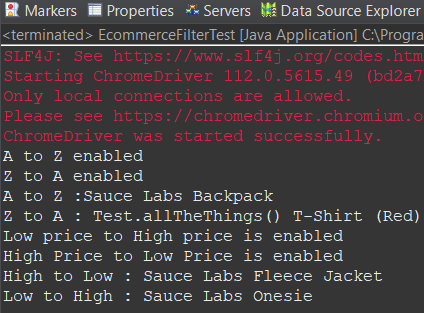 Markers Properties Servers Data Source Explorer
<terminated> EcommerceFilterTest [Java Application] C:\Progra
SLF4J: See https://www.slf4j.org/codes.htm
Starting ChromeDriver 112.0.5615.49 (bd2a7
Only local connections are allowed.
Please see https://chromedriver.chromium.o
ChromeDriver was started successfully.
A to Z enabled
Z to A enabled
A to Z :Sauce Labs Backpack
Z to A : Test.allTheThings() T-Shirt (Red)
Low price to High price is enabled
High Price to Low Price is enabled
High to Low : Sauce Labs Fleece Jacket
Low to High : Sauce Labs Onesie